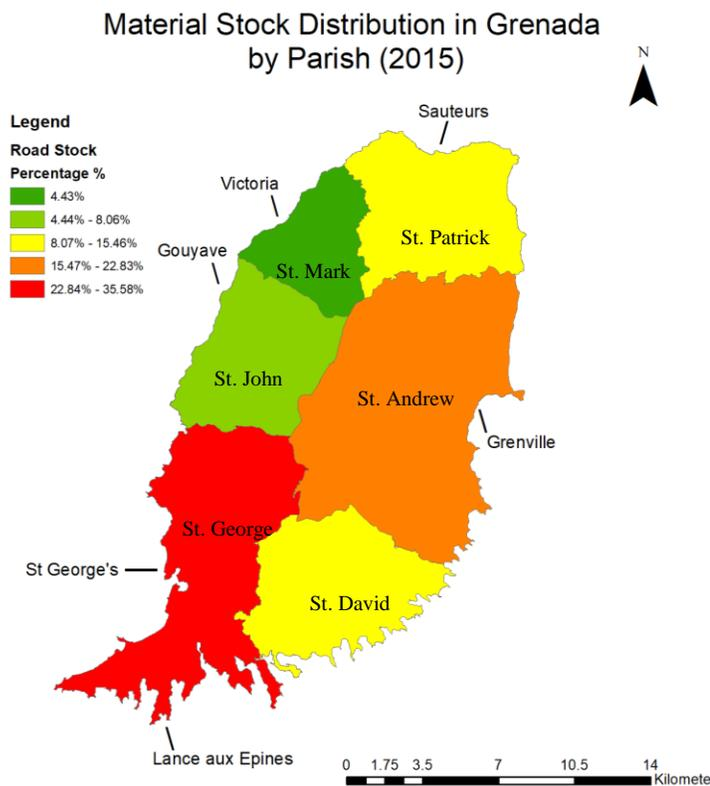 Material Stock Distribution in Grenada
by Parish (2015)
N
Legend
Road Stock
Percentage %
4.43%
4.44% - 8.06%
8.07% - 15.46%
15.47% - 22.83%
22.84% - 35.58%
Sauteurs
Victoria
Gouyave
St. Patrick
St. Mark
St. John
St. Andrew
Grenville
St. George
St George's
St. David
Lance aux Epines
0 1.75 3.5 7 10.5 14
Kilomete